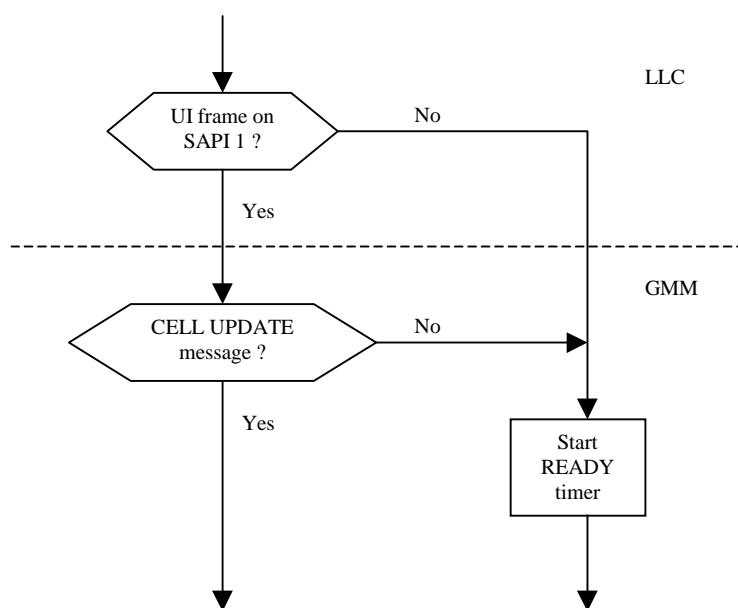 LLC
UI frame on
SAPI 1 ?
No
Yes
GMM
CELL UPDATE
message ?
No
Yes
Start
READY
timer